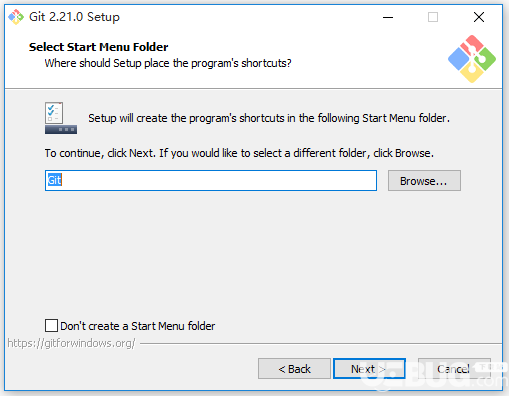 Git 2.21.0 Setup
Select Start Menu Folder
Where should Setup place the program's shortcuts?
Setup will create the program's shortcuts in the following Start Menu folder.
To continue, click Next. If you would like to select a different folder, click Browse.
Git
Browse...
Don't create a Start Menu folder
https://gitforwindows.org/
< Back
Next >
Cancel